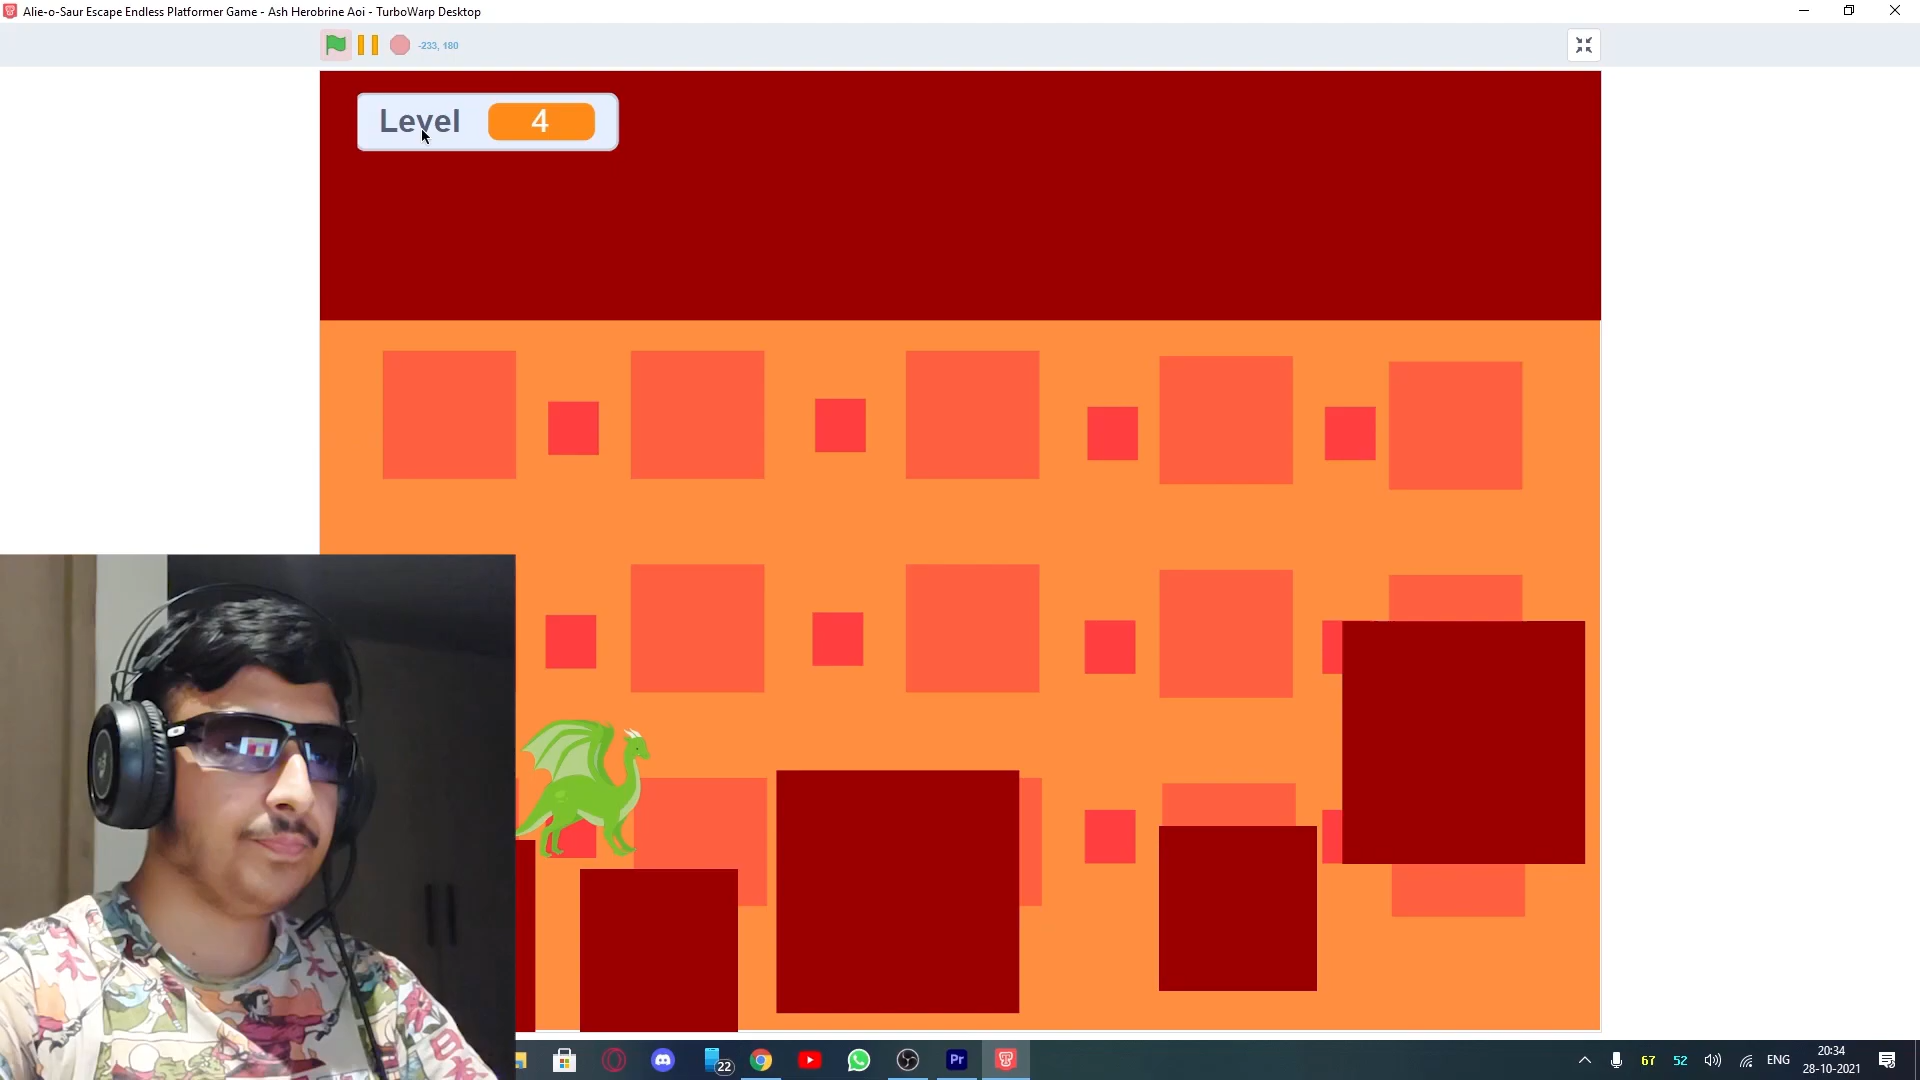 Alie-o-Saur Escape Endless Platformer Game - Ash Herobrine Aoi - TurboWarp Desktop
-233, 180
Level 4
22
Pr
67 52 ENG 20:34
28-10-2021